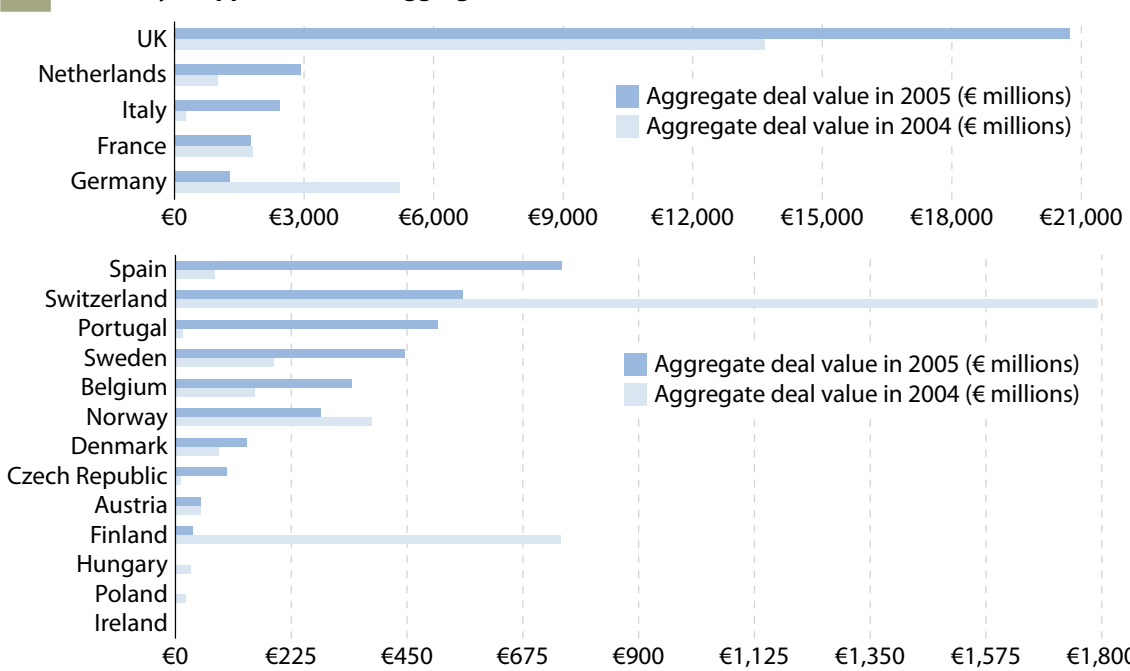 UK
Netherlands
Italy
France
Germany
Aggregate deal value in 2005 (€ millions)
Aggregate deal value in 2004 (€ millions)
€0 €3,000 €6,000 €9,000 €12,000 €15,000 €18,000 €21,000
Spain
Switzerland
Portugal
Sweden
Belgium
Norway
Denmark
Czech Republic
Austria
Finland
Hungary
Poland
Ireland
Aggregate deal value in 2005 (€ millions)
Aggregate deal value in 2004 (€ millions)
€0 €225 €450 €675 €900 €1,125 €1,350 €1,575 €1,800